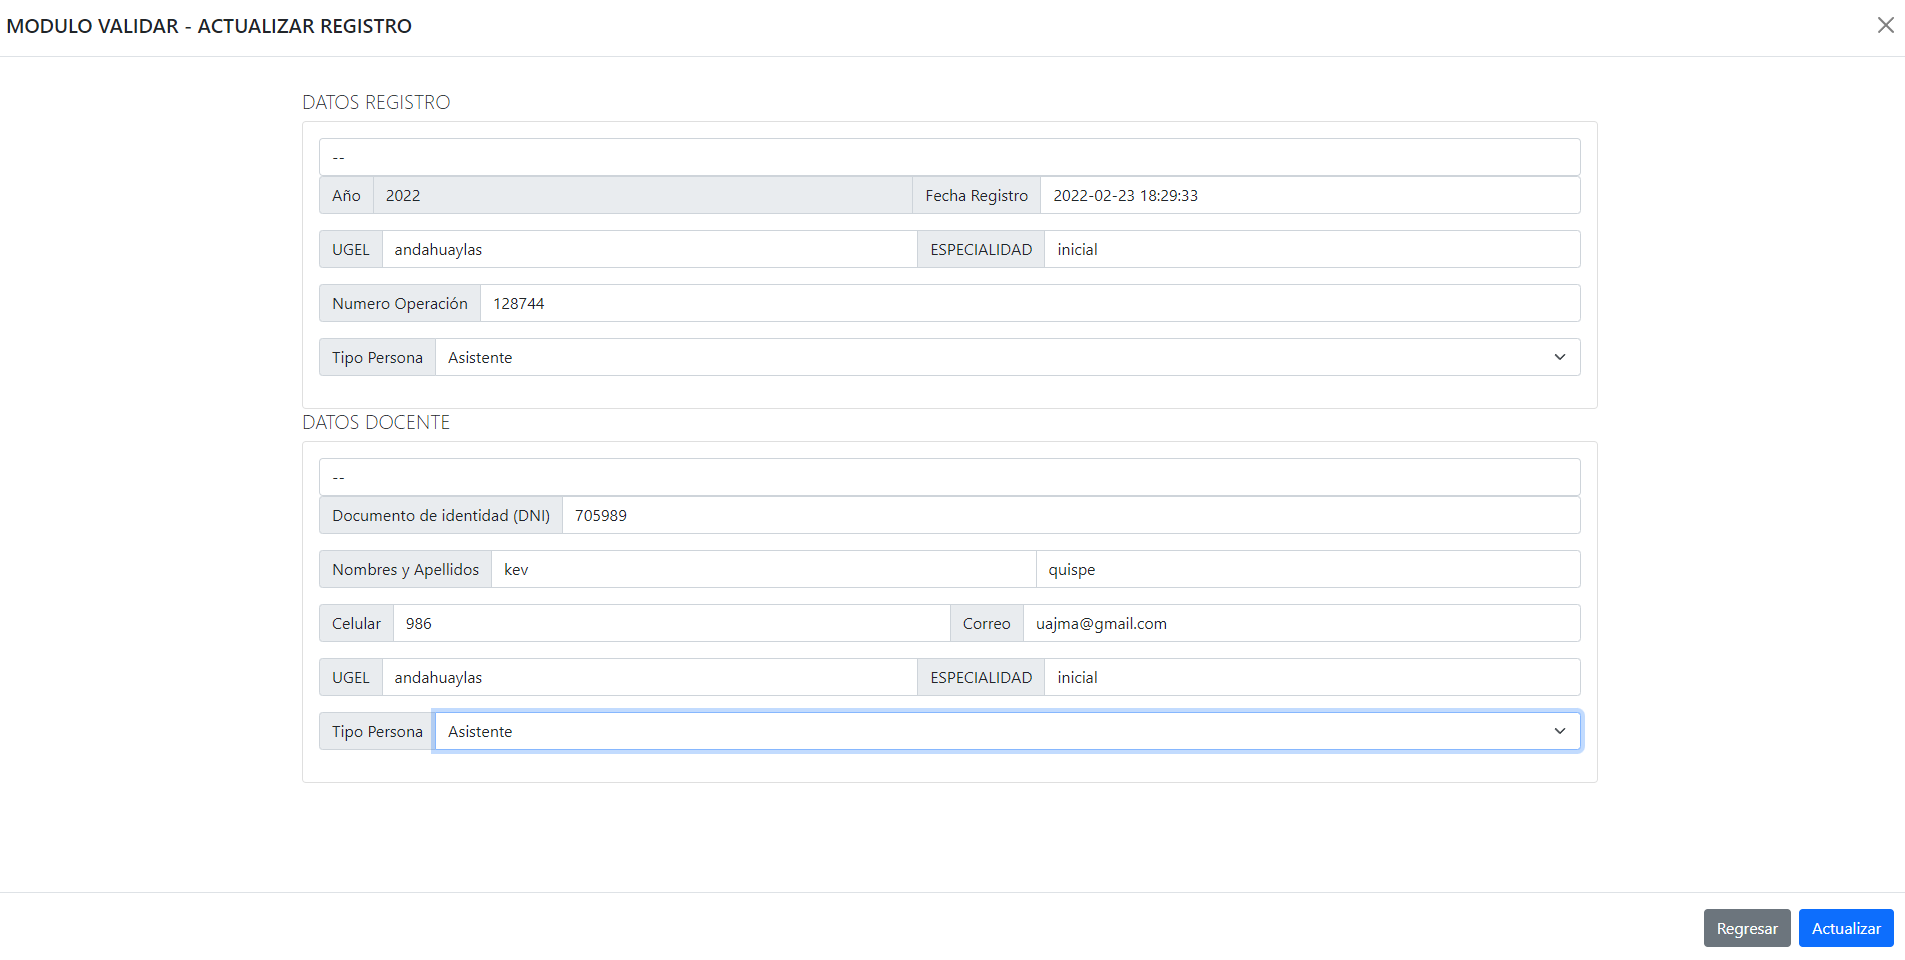 MODULO VALIDAR - ACTUALIZAR REGISTRO
DATOS REGISTRO
--
Año 2022 Fecha Registro 2022-02-23 18:29:33
UGEL andahuaylas ESPECIALIDAD inicial
Numero Operación 128744
Tipo Persona Asistente
DATOS DOCENTE
--
Documento de identidad (DNI) 705989
Nombres y Apellidos kev quispe
Celular 986 Correo uajma@gmail.com
UGEL andahuaylas ESPECIALIDAD inicial
Tipo Persona Asistente
Regresar Actualizar